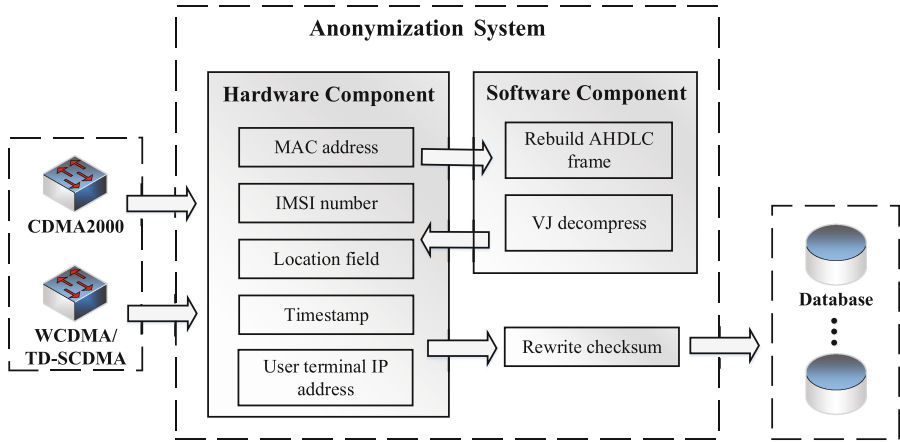 Anonymization System
Hardware Component
MAC address
IMSI number
Location field
Timestamp
User terminal IP
address
Software Component
Rebuild AHDLC
frame
VJ decompress
CDMA2000
WCDMA/
TD-SCDMA
Rewrite checksum
Database